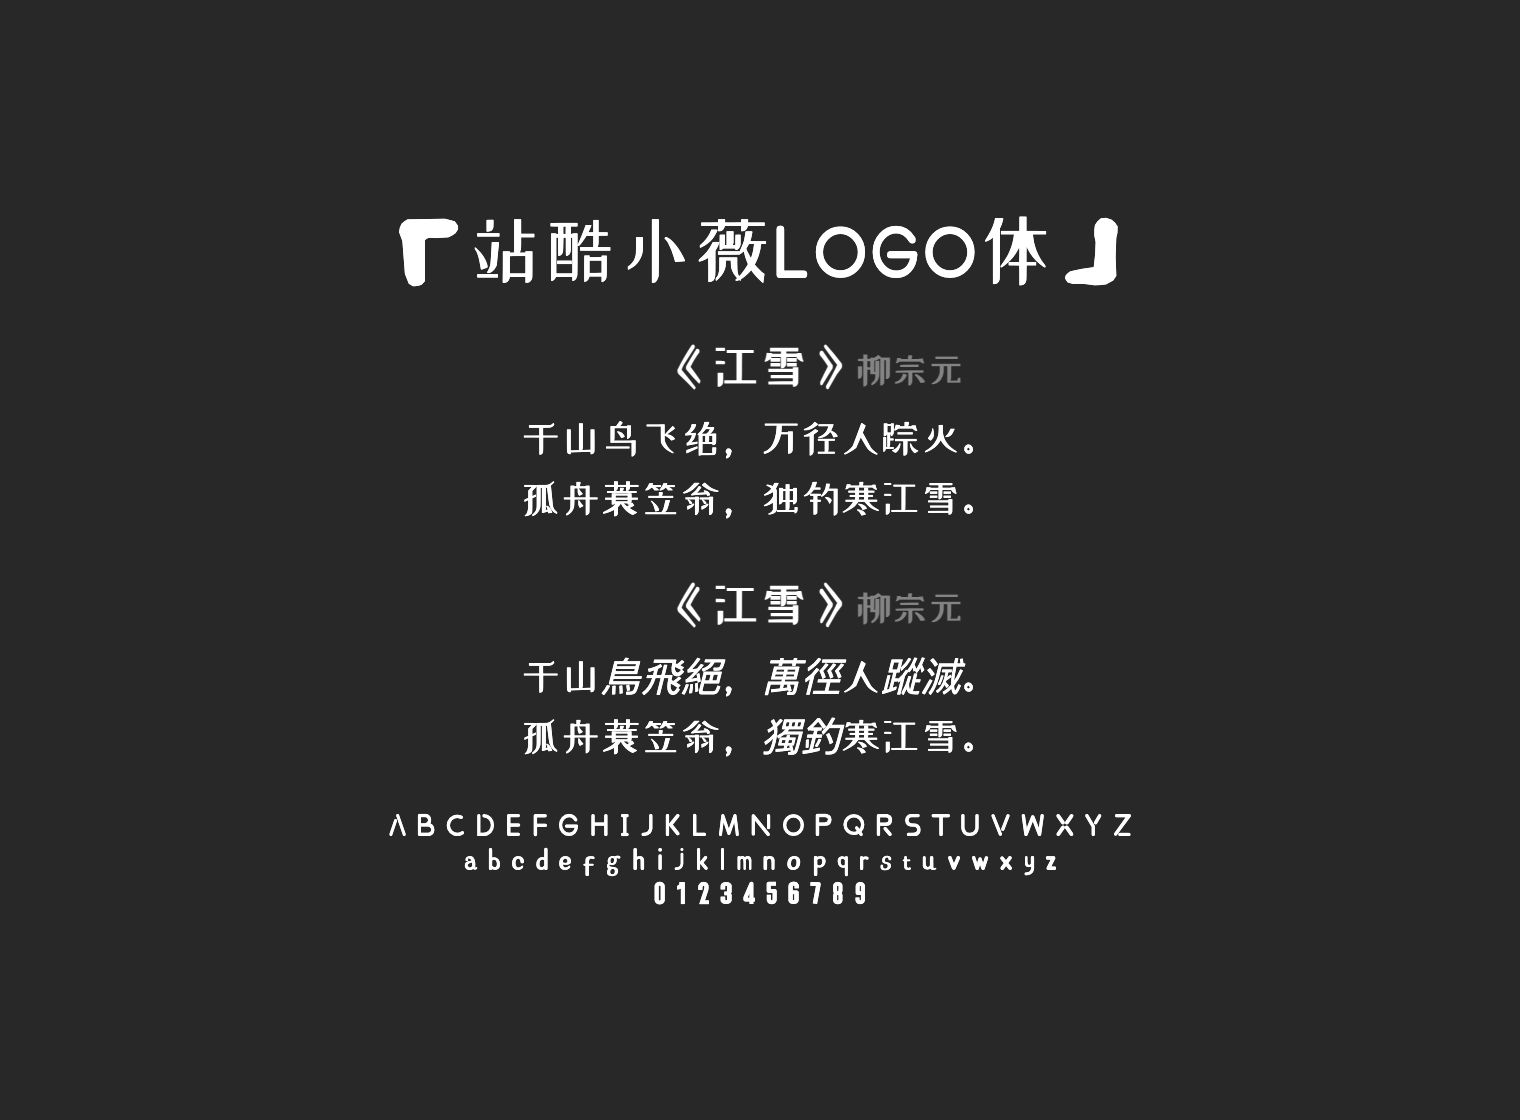 「站酷小薇LOGO体」
《江雪》柳宗元
千山鸟飞绝，万径人踪火。
孤舟蓑笠翁，独钓寒江雪。
《江雪》柳宗元
千山鳥飛絕，萬徑人蹤滅。
孤舟蓑笠翁，獨釣寒江雪。
A B C D E F G H I J K L M N O P Q R S T U V W X Y Z
a b c d e f g h i j k l m n o p q r s t u v w x y z
0 1 2 3 4 5 6 7 8 9